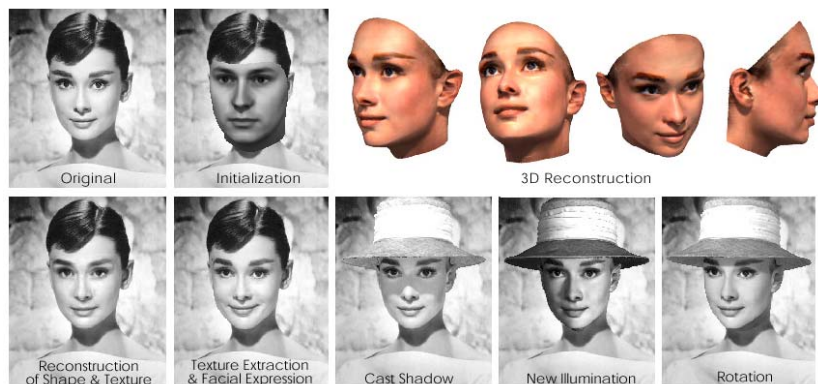 Original
Initialization
3D Reconstruction
Reconstruction
of Shape & Texture
Texture Extraction
& Facial Expression
Cast Shadow
New Illumination
Rotation